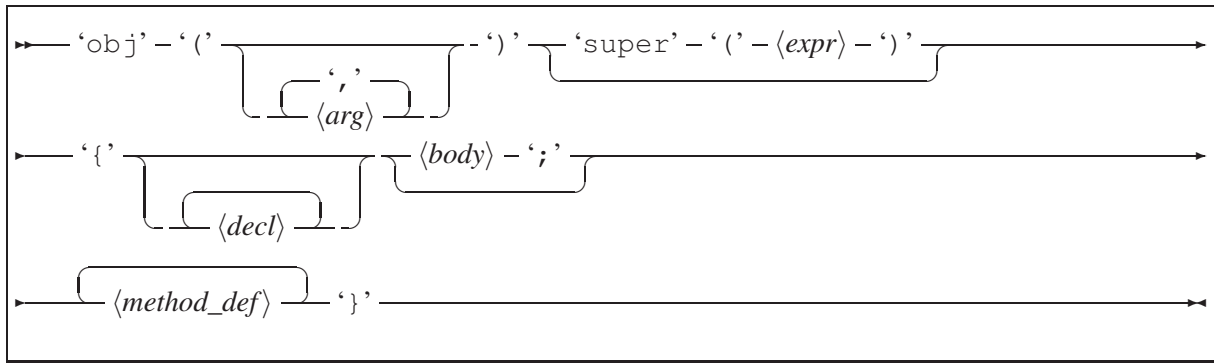 ‘obj’ ‘(’ ‘)’ ‘super’ ‘(’ ⟨expr⟩ ‘)’
‘,’
⟨arg⟩
‘{’ ⟨body⟩ ‘;’
⟨decl⟩
⟨method_def⟩ ‘}’